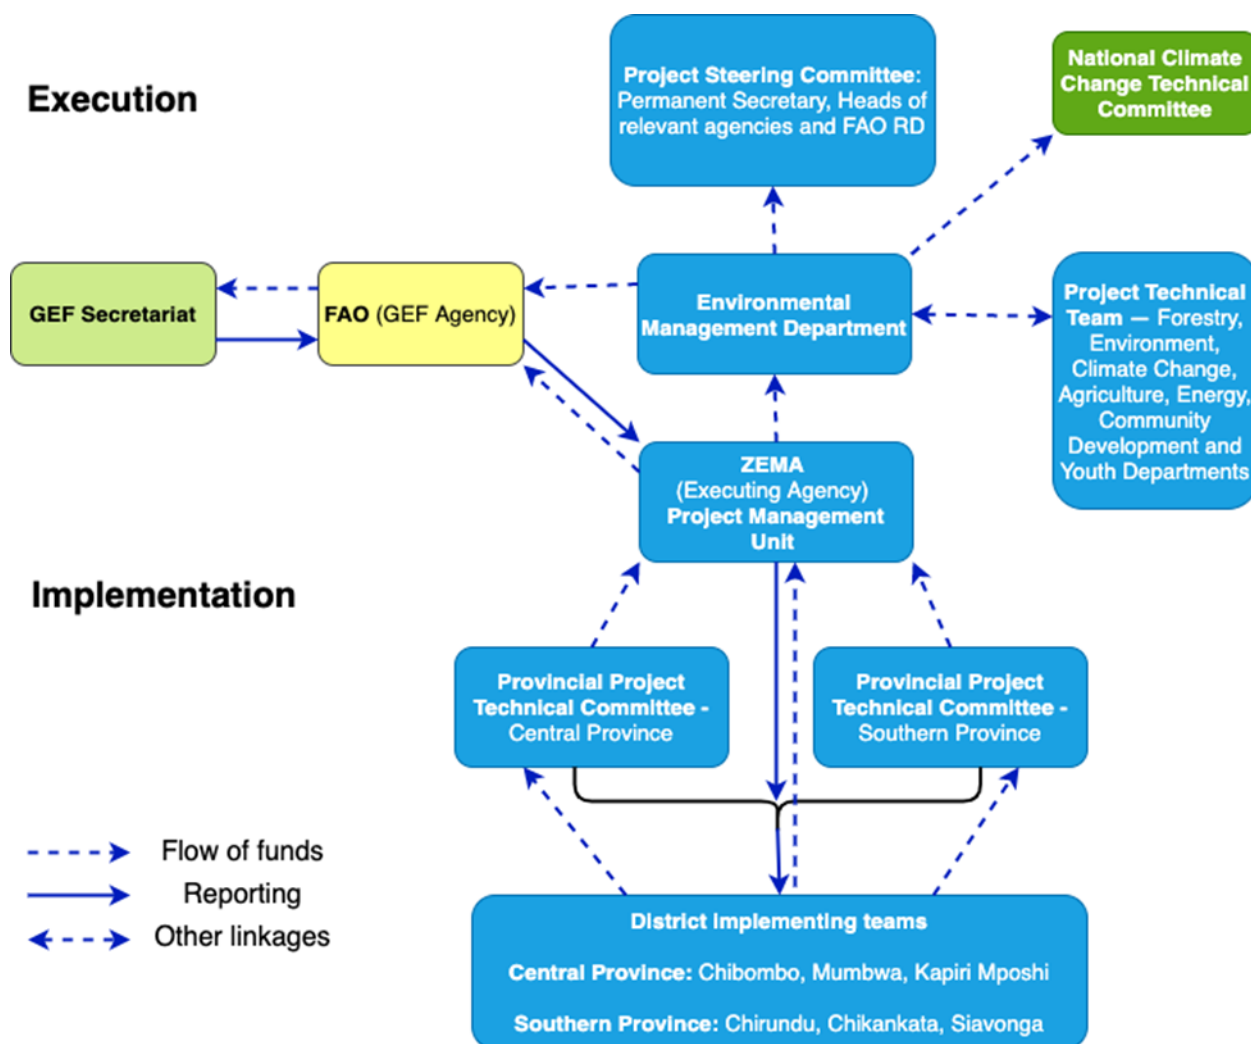 Execution
Project Steering Committee:
Permanent Secretary, Heads of
relevant agencies and FAO RD
National Climate
Change Technical
Committee
GEF Secretariat
FAO (GEF Agency)
Environmental
Management Department
Project Technical
Team — Forestry,
Environment,
Climate Change,
Agriculture, Energy,
Community
Development and
Youth Departments
ZEMA
(Executing Agency)
Project Management
Unit
Implementation
Provincial Project
Technical Committee -
Central Province
Provincial Project
Technical Committee -
Southern Province
Flow of funds
Reporting
Other linkages
District implementing teams
Central Province: Chibombo, Mumbwa, Kapiri Mposhi
Southern Province: Chirundu, Chikankata, Siavonga